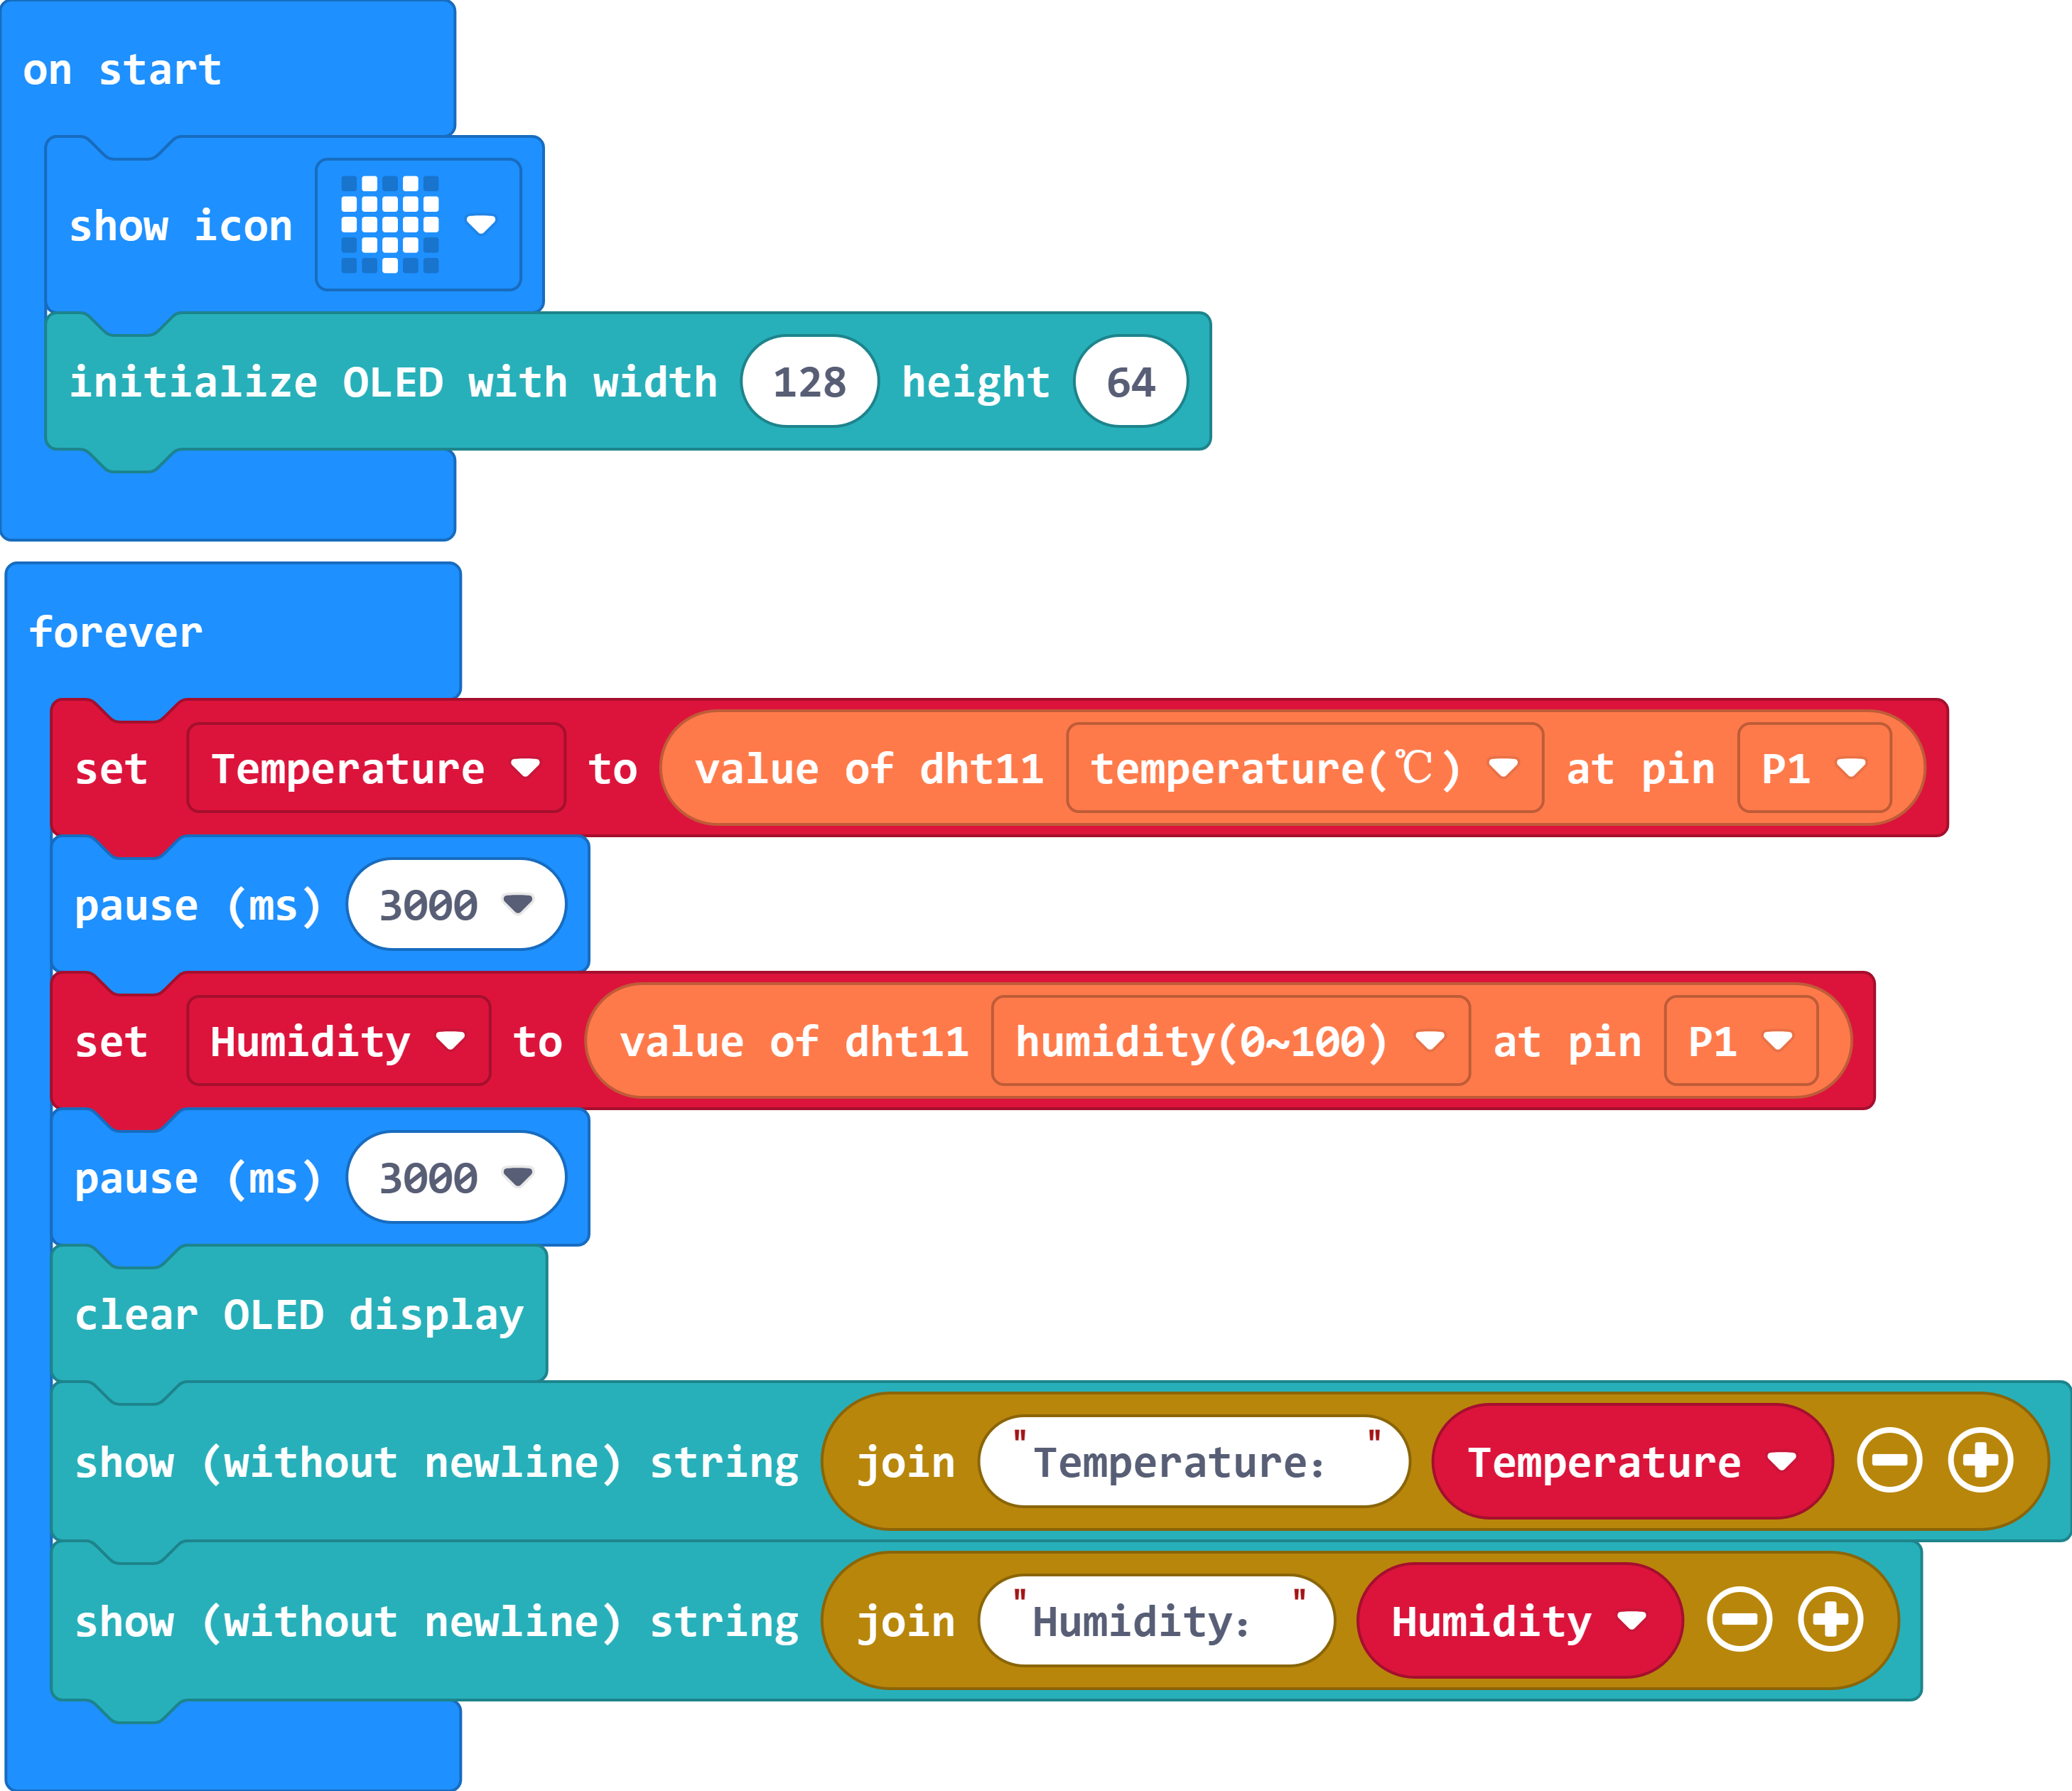 on start
show icon
initialize OLED with width 128 height 64
forever
set Temperature to value of dht11 temperature(℃) at pin P1
pause (ms) 3000
set Humidity to value of dht11 humidity(0~100) at pin P1
pause (ms) 3000
clear OLED display
show (without newline) string join "Temperature: " Temperature
show (without newline) string join "Humidity: " Humidity